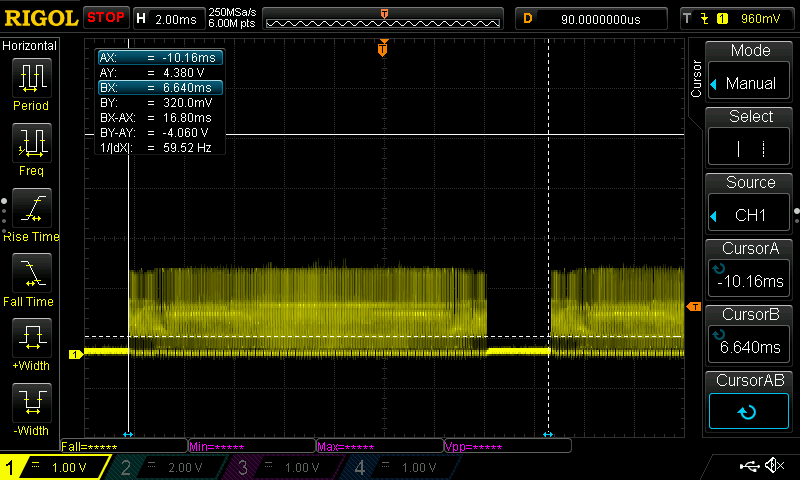 RIGOL STOP H 2.00ms 250MSa/s 6.00M pts T D 90.0000000us T 1 960mV
Horizontal
Period
Freq
Rise Time
Fall Time
+Width
-Width
T
AX: = -10.16ms
AY: = 4.380 V
BX: = 6.640ms
BY: = 320.0mV
BX-AX: = 16.80ms
BY-AY: = -4.060 V
1/|dX|: = 59.52 Hz
1
T
Cursor
Mode
Manual
Select
Source
CH1
CursorA
-10.16ms
CursorB
6.640ms
CursorAB
Fall=***** Min=***** Max=***** Vpp=*****
1 = 1.00 V 2 = 2.00 V 3 = 1.00 V 4 = 1.00 V